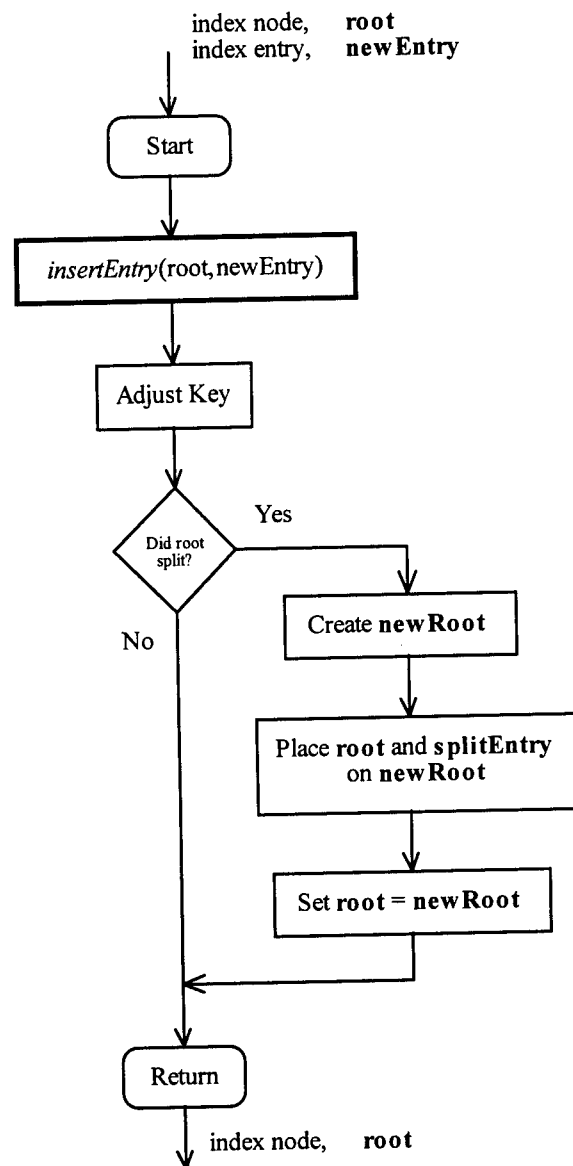 index node, root
index entry, newEntry
Start
insertEntry(root,newEntry)
Adjust Key
Did root
split?
Yes
No
Create newRoot
Place root and splitEntry
on newRoot
Set root = newRoot
Return
index node, root